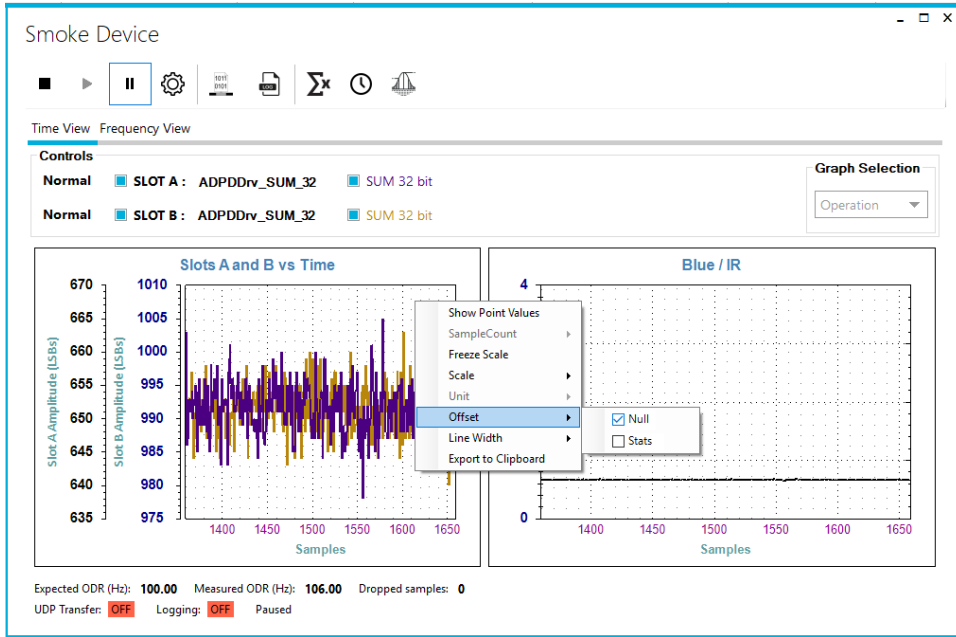 Smoke Device
1011
0101
LOG
Σx
Time View Frequency View
Controls
Normal SLOT A : ADPDDrv_SUM_32 SUM 32 bit
Normal SLOT B : ADPDDrv_SUM_32 SUM 32 bit
Graph Selection
Operation
Slots A and B vs Time
Slot A Amplitude (LSBs)
670
665
660
655
650
645
640
635
Slot B Amplitude (LSBs)
1010
1005
1000
995
990
985
980
975
1400 1450 1500 1550 1600 1650
Samples
Show Point Values
SampleCount
Freeze Scale
Scale
Unit
Offset
Line Width
Export to Clipboard
Null
Stats
Blue / IR
4
0
1400 1450 1500 1550 1600 1650
Samples
Expected ODR (Hz): 100.00 Measured ODR (Hz): 106.00 Dropped samples: 0
UDP Transfer: OFF Logging: OFF Paused